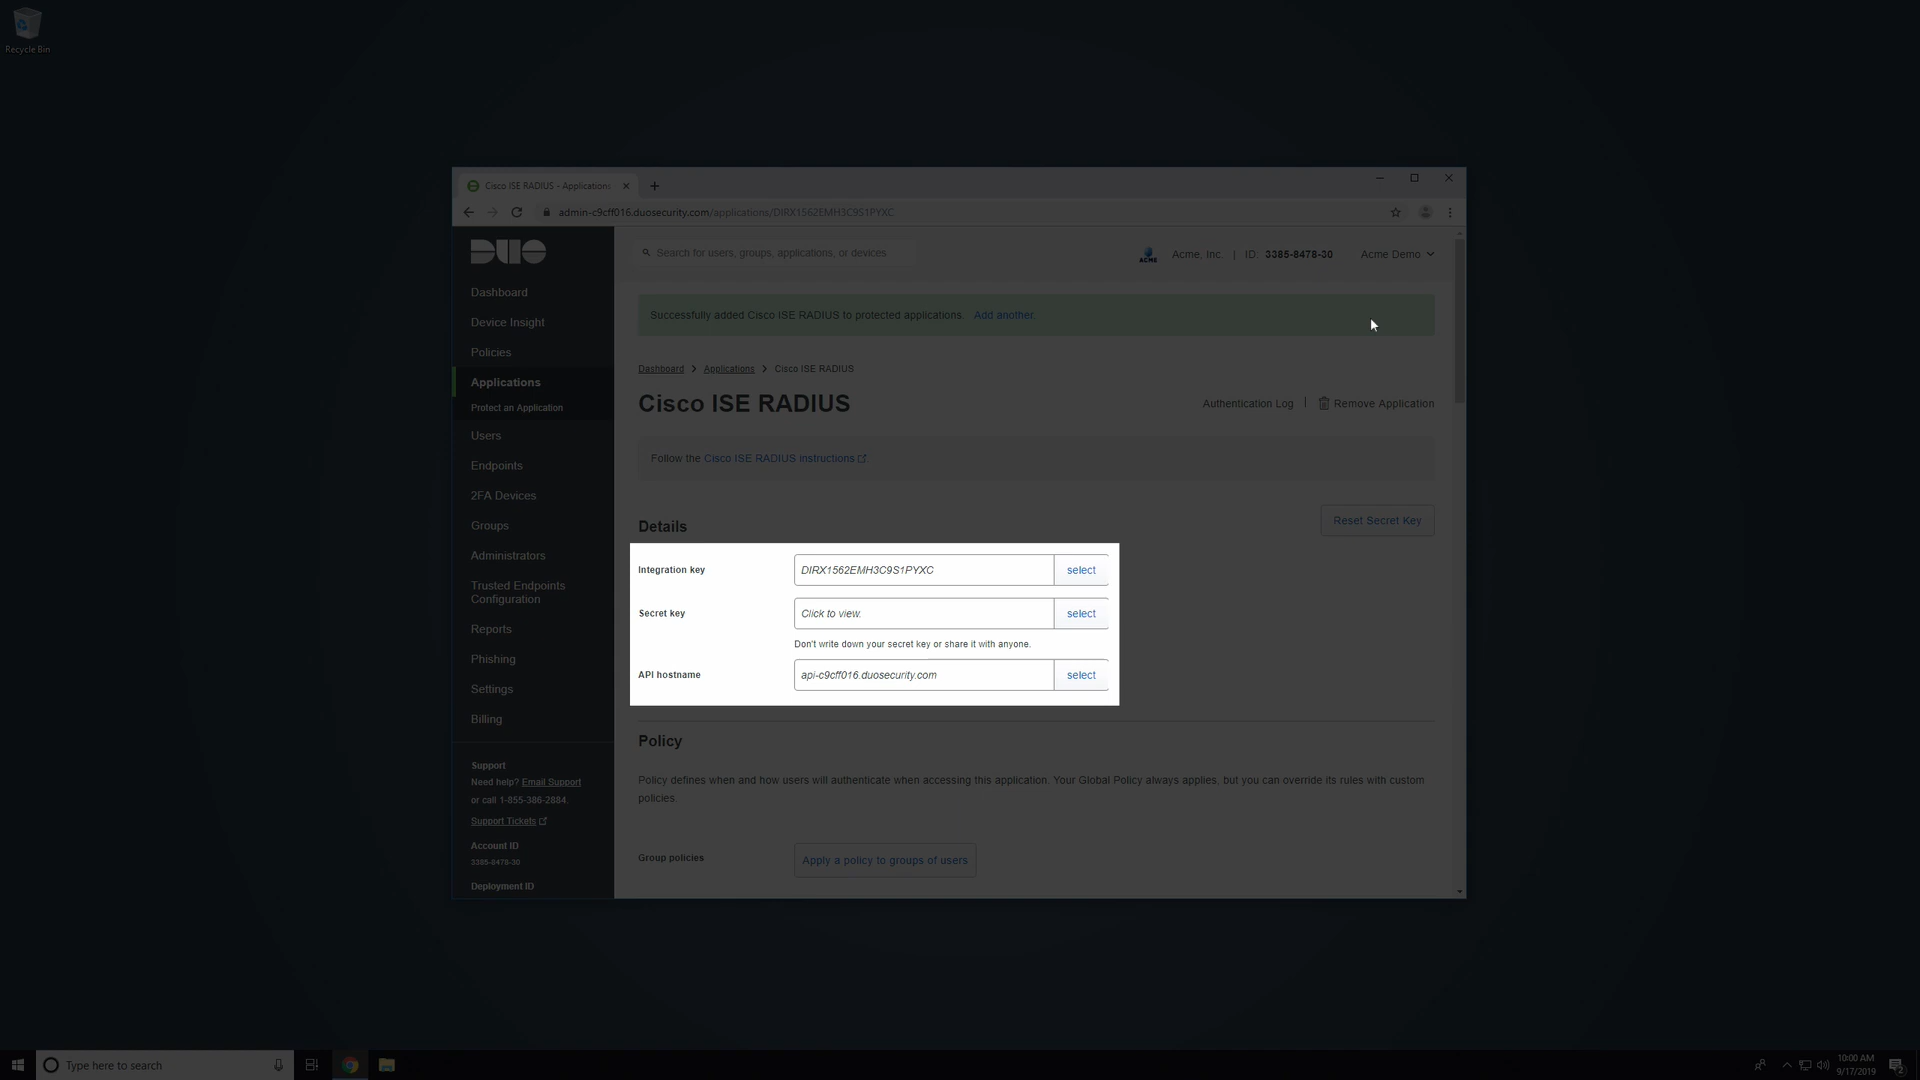 Recycle Bin
Cisco ISE RADIUS - Applications
admin-c9cff016.duosecurity.com/applications/DIRX1562EMH3C9S1PYXC
DUO
Search for users, groups, applications, or devices
ACME
Acme, Inc. | ID: 3385-8478-30
Acme Demo
Dashboard
Device Insight
Policies
Applications
Protect an Application
Users
Endpoints
2FA Devices
Groups
Administrators
Trusted Endpoints
Configuration
Reports
Phishing
Settings
Billing
Support
Need help? Email Support
or call 1-855-386-2884.
Support Tickets
Account ID
3385-8478-30
Deployment ID
Successfully added Cisco ISE RADIUS to protected applications. Add another.
Dashboard > Applications > Cisco ISE RADIUS
Cisco ISE RADIUS
Authentication Log | Remove Application
Follow the Cisco ISE RADIUS instructions
Details
Reset Secret Key
Integration key DIRX1562EMH3C9S1PYXC select
Secret key Click to view. select
Don't write down your secret key or share it with anyone.
API hostname api-c9cff016.duosecurity.com select
Policy
Policy defines when and how users will authenticate when accessing this application. Your Global Policy always applies, but you can override its rules with custom
policies.
Group policies Apply a policy to groups of users
Type here to search
10:00 AM
9/17/2019
2